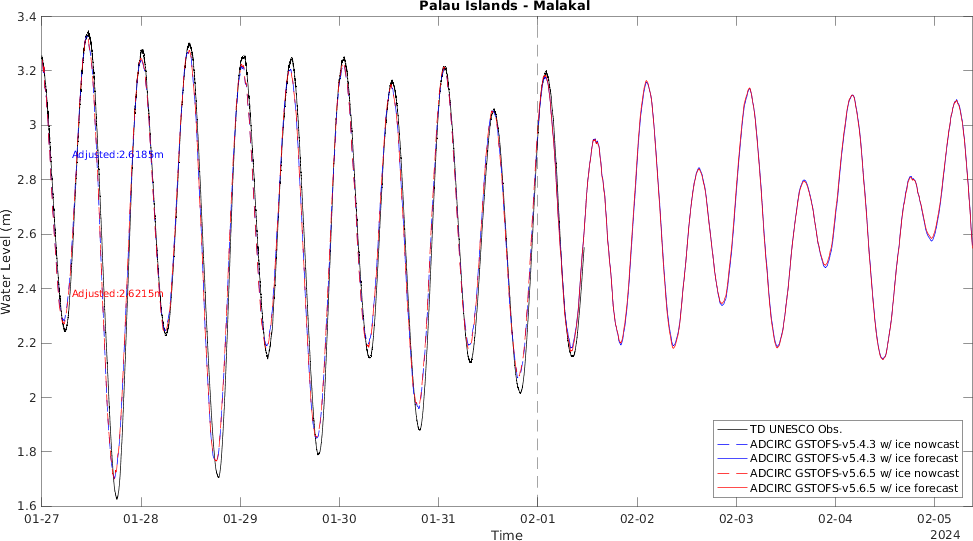 Palau Islands - Malakal
3.4
3.2
3
2.8
2.6
2.4
2.2
2
1.8
1.6
Water Level (m)
Adjusted:2.6185m
Adjusted:2.6215m
TD UNESCO Obs.
ADCIRC GSTOFS-v5.4.3 w/ ice nowcast
ADCIRC GSTOFS-v5.4.3 w/ ice forecast
ADCIRC GSTOFS-v5.6.5 w/ ice nowcast
ADCIRC GSTOFS-v5.6.5 w/ ice forecast
01-27 01-28 01-29 01-30 01-31 02-01 02-02 02-03 02-04 02-05
2024
Time